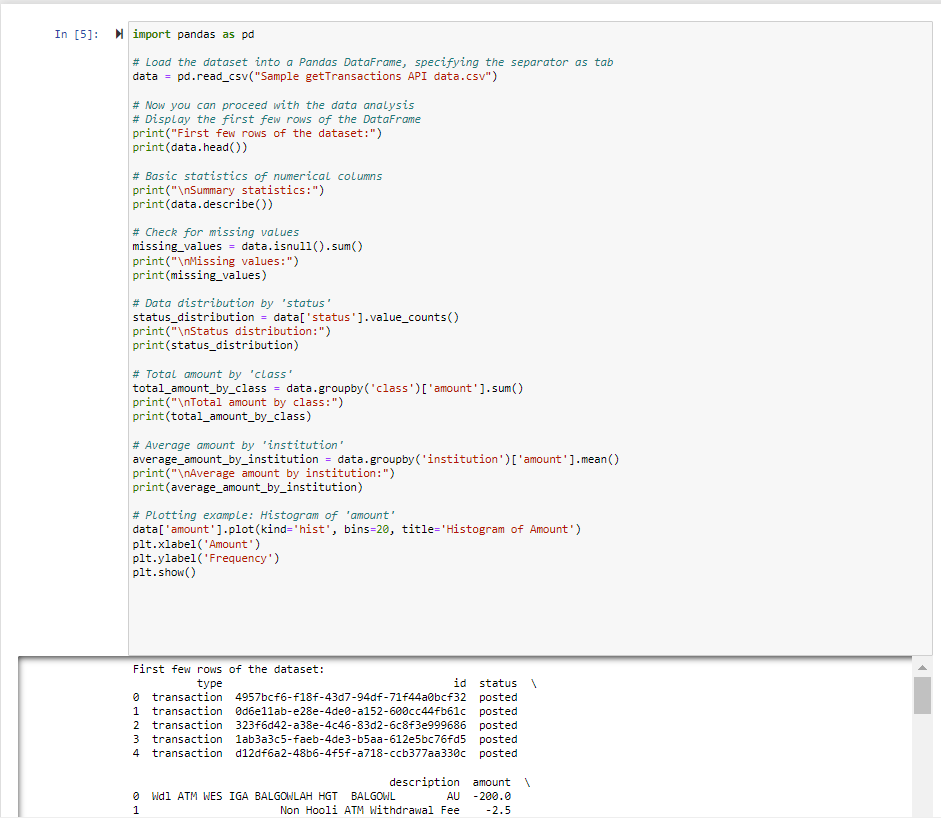 In [5]:
import pandas as pd
# Load the dataset into a Pandas DataFrame, specifying the separator as tab
data = pd.read_csv("Sample getTransactions API data.csv")
# Now you can proceed with the data analysis
# Display the first few rows of the DataFrame
print("First few rows of the dataset:")
print(data.head())
# Basic statistics of numerical columns
print("\nSummary statistics:")
print(data.describe())
# Check for missing values
missing_values = data.isnull().sum()
print("\nMissing values:")
print(missing_values)
# Data distribution by 'status'
status_distribution = data['status'].value_counts()
print("\nStatus distribution:")
print(status_distribution)
# Total amount by 'class'
total_amount_by_class = data.groupby('class')['amount'].sum()
print("\nTotal amount by class:")
print(total_amount_by_class)
# Average amount by 'institution'
average_amount_by_institution = data.groupby('institution')['amount'].mean()
print("\nAverage amount by institution:")
print(average_amount_by_institution)
# Plotting example: Histogram of 'amount'
data['amount'].plot(kind='hist', bins=20, title='Histogram of Amount')
plt.xlabel('Amount')
plt.ylabel('Frequency')
plt.show()
First few rows of the dataset:
type id status \
0 transaction 4957bcf6-f18f-43d7-94df-71f44a0bcf32 posted
1 transaction 0d6e11ab-e28e-4de0-a152-600cc44fb61c posted
2 transaction 323f6d42-a38e-4c46-83d2-6c8f3e999686 posted
3 transaction 1ab3a3c5-faeb-4de3-b5aa-612e5bc76fd5 posted
4 transaction d12df6a2-48b6-4f5f-a718-ccb377aa330c posted
description amount \
0 Wdl ATM WES IGA BALGOWLAH HGT BALGOWL AU -200.0
1 Non Hooli ATM Withdrawal Fee -2.5